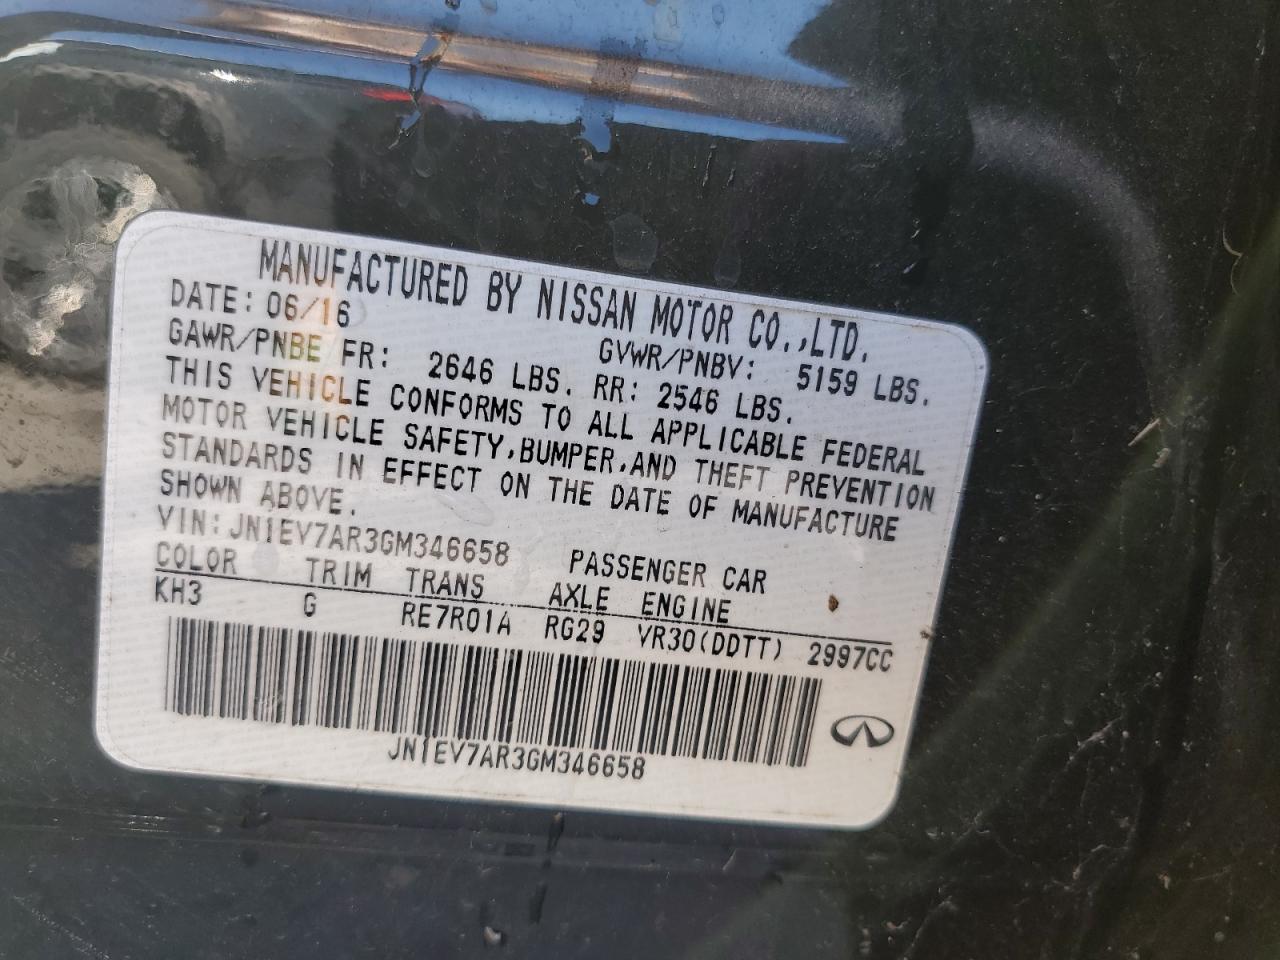 MANUFACTURED BY NISSAN MOTOR CO.,LTD.
DATE: 06/16 GVWR/PNBV: 5159 LBS.
GAWR/PNBE FR: 2646 LBS. RR: 2546 LBS.
THIS VEHICLE CONFORMS TO ALL APPLICABLE FEDERAL
MOTOR VEHICLE SAFETY,BUMPER,AND THEFT PREVENTION
STANDARDS IN EFFECT ON THE DATE OF MANUFACTURE
SHOWN ABOVE.
VIN:JN1EV7AR3GM346658 PASSENGER CAR
COLOR TRIM TRANS AXLE ENGINE
KH3 G RE7R01A RG29 VR30(DDTT) 2997CC
JN1EV7AR3GM346658